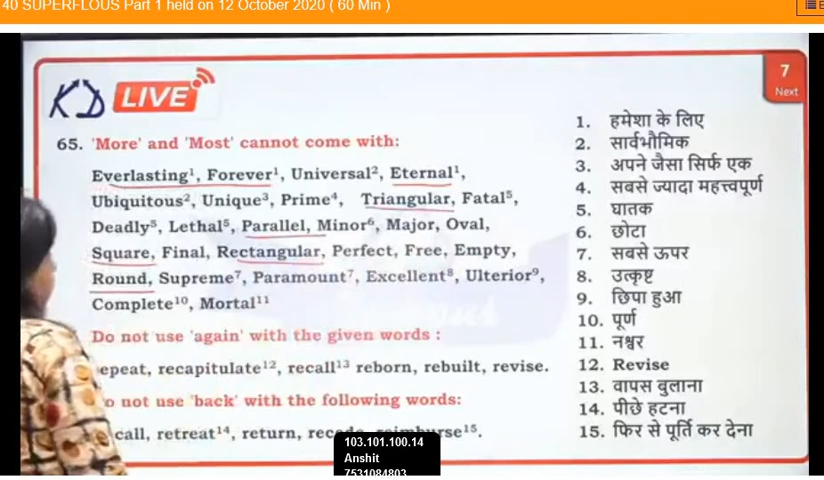 40 SUPERFLOUS Part 1 held on 12 October 2020 ( 60 Min )
KD LIVE
7
Next
65. 'More' and 'Most' cannot come with:
Everlasting¹, Forever¹, Universal², Eternal¹,
Ubiquitous², Unique³, Prime⁴, Triangular, Fatal⁵,
Deadly⁵, Lethal⁵, Parallel, Minor⁶, Major, Oval,
Square, Final, Rectangular, Perfect, Free, Empty,
Round, Supreme⁷, Paramount⁷, Excellent⁸, Ulterior⁹,
Complete¹⁰, Mortal¹¹
Do not use 'again' with the given words :
epeat, recapitulate¹², recall¹³ reborn, rebuilt, revise.
o not use 'back' with the following words:
call, retreat¹⁴, return, recede, reimburse¹⁵.
1. हमेशा के लिए
2. सार्वभौमिक
3. अपने जैसा सिर्फ एक
4. सबसे ज्यादा महत्त्वपूर्ण
5. घातक
6. छोटा
7. सबसे ऊपर
8. उत्कृष्ट
9. छिपा हुआ
10. पूर्ण
11. नश्वर
12. Revise
13. वापस बुलाना
14. पीछे हटना
15. फिर से पूर्ति कर देना
103.101.100.14
Anshit
7531084803